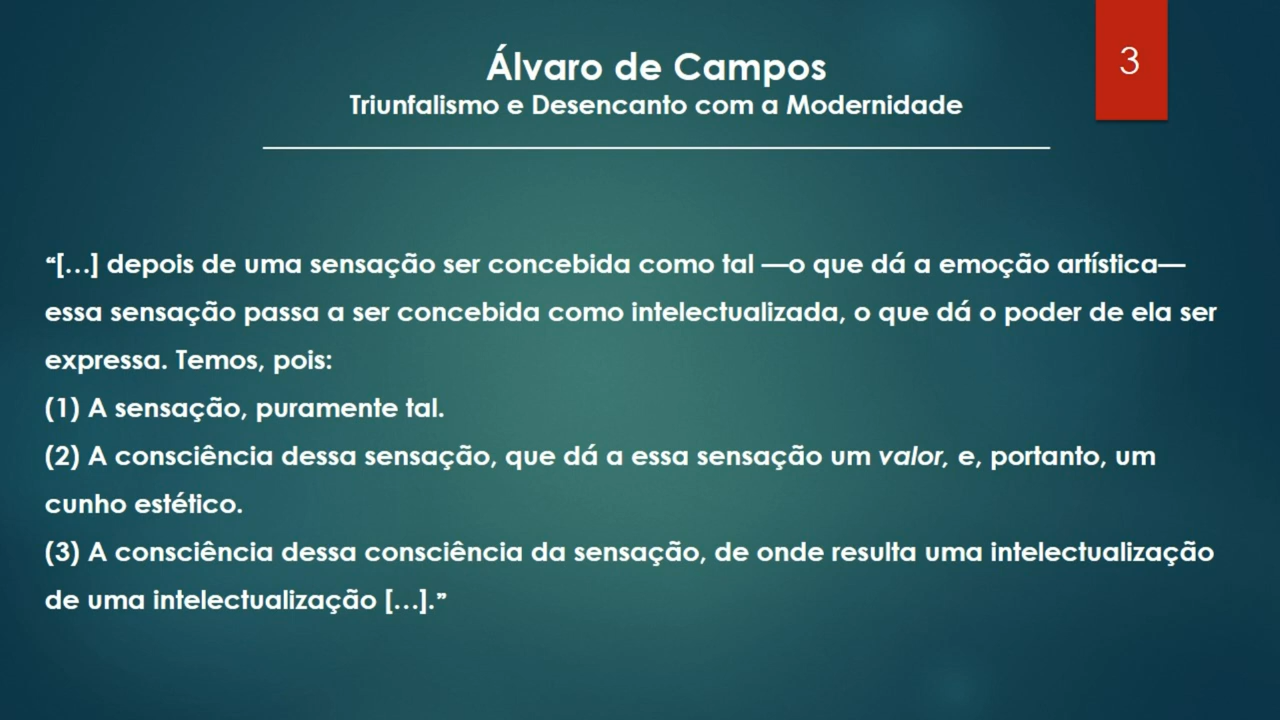 Álvaro de Campos
Triunfalismo e Desencanto com a Modernidade
3
“[…] depois de uma sensação ser concebida como tal —o que dá a emoção artística—
essa sensação passa a ser concebida como intelectualizada, o que dá o poder de ela ser
expressa. Temos, pois:
(1) A sensação, puramente tal.
(2) A consciência dessa sensação, que dá a essa sensação um valor, e, portanto, um
cunho estético.
(3) A consciência dessa consciência da sensação, de onde resulta uma intelectualização
de uma intelectualização […].”